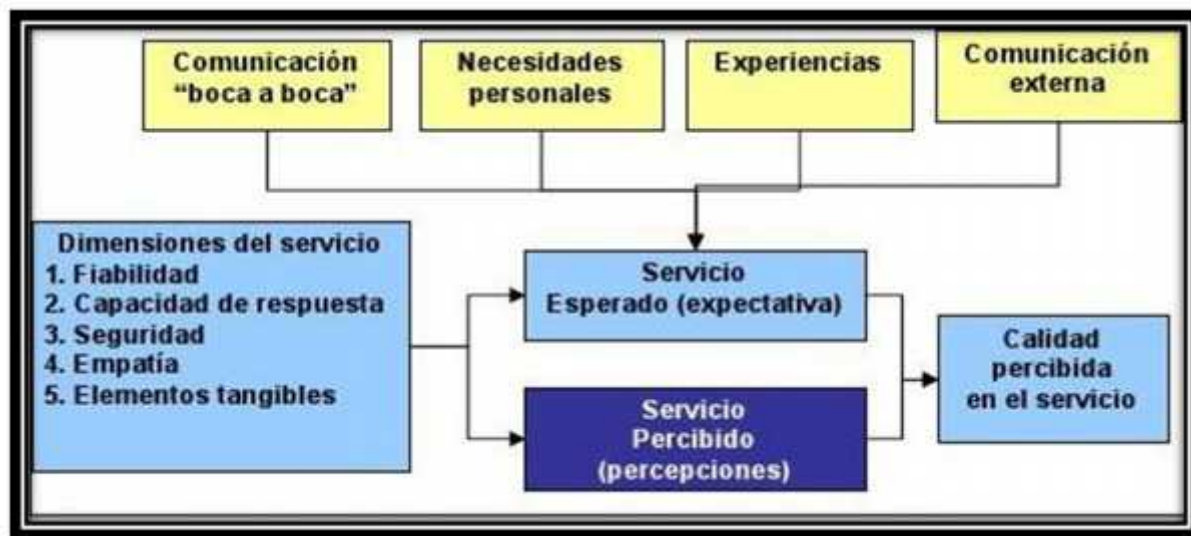 Comunicación
“boca a boca”
Necesidades
personales
Experiencias
Comunicación
externa
Dimensiones del servicio
1. Fiabilidad
2. Capacidad de respuesta
3. Seguridad
4. Empatía
5. Elementos tangibles
Servicio
Esperado (expectativa)
Servicio
Percibido
(percepciones)
Calidad
percibida
en el servicio